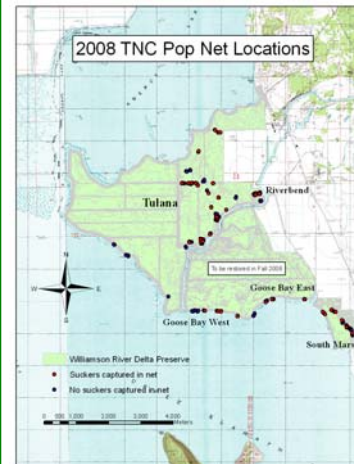 2008 TNC Pop Net Locations
Riverbend
Tulana
To be restored in Fall 2008
N
W E
S
Goose Bay East
Goose Bay West
South Mars
Williamson River Delta Preserve
Suckers captured in net
No suckers captured in net
0 500 1,000 2,000 3,000 4,000
Meters